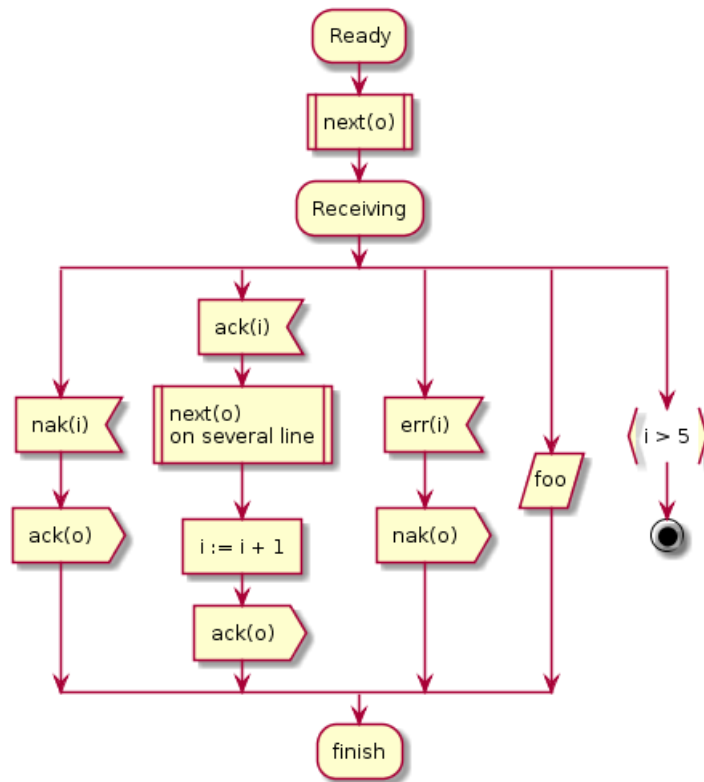 Ready
next(o)
Receiving
nak(i)
ack(o)
ack(i)
next(o)
on several line
i := i + 1
ack(o)
err(i)
nak(o)
foo
i > 5
finish